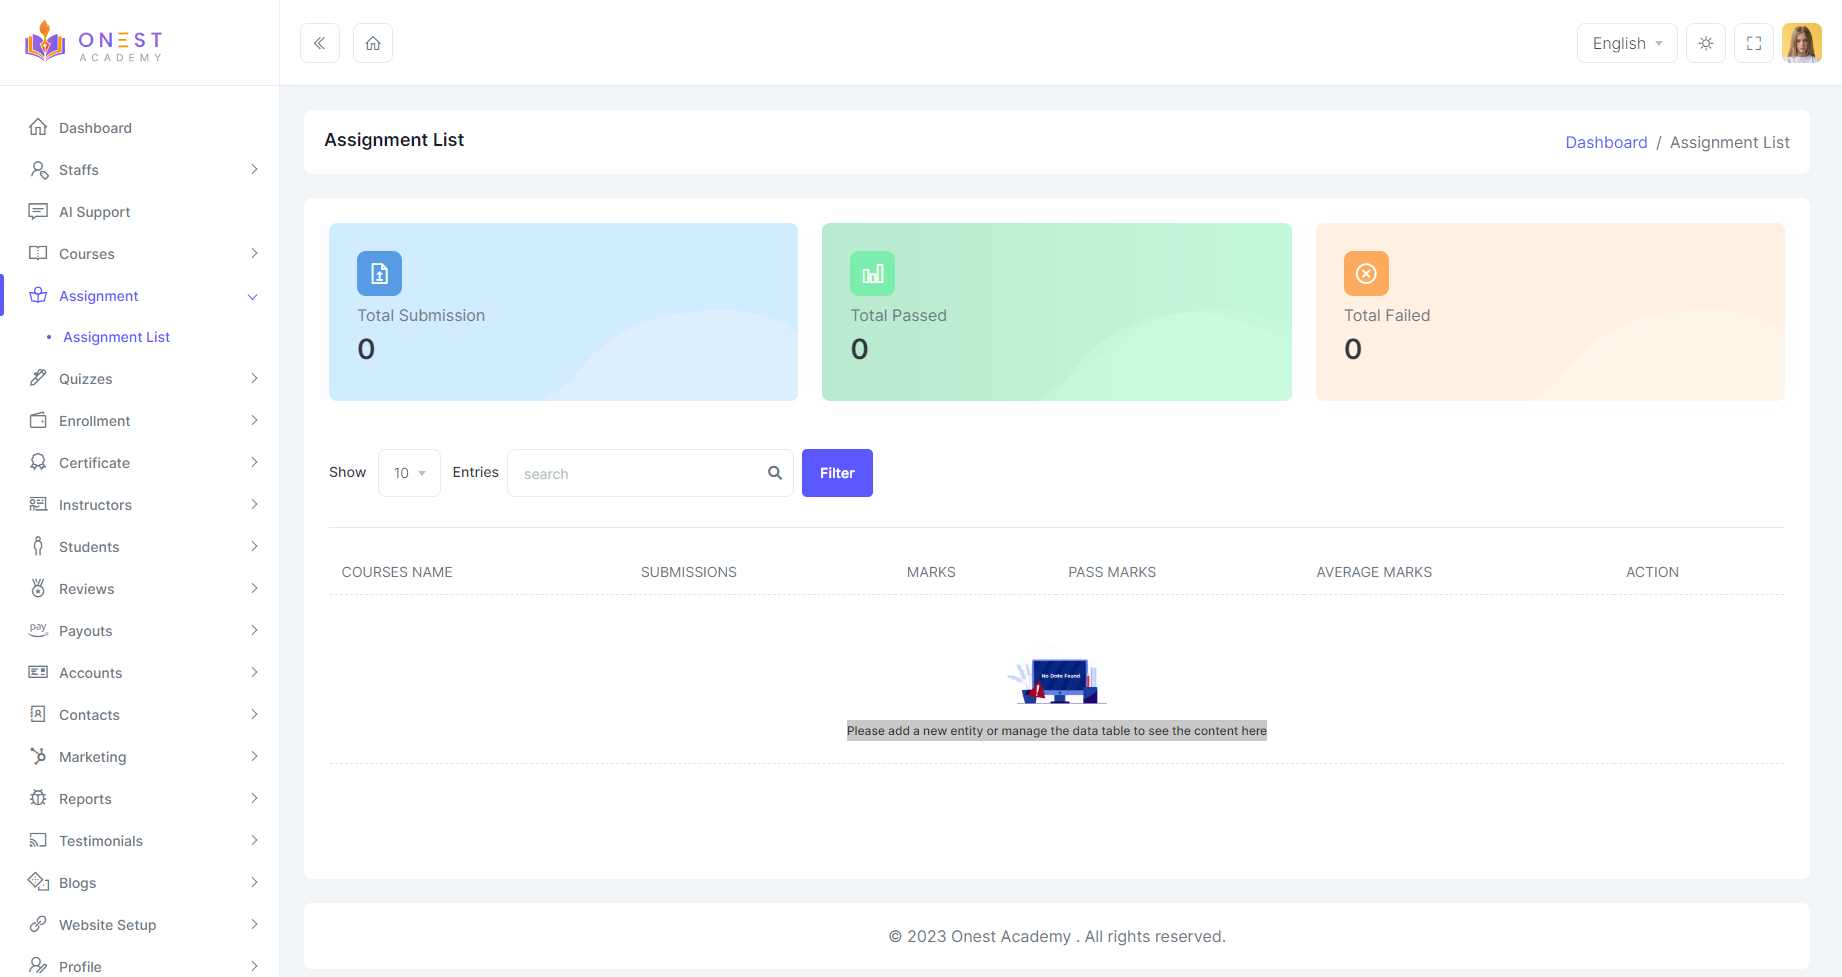 ONEST
ACADEMY
English
Dashboard
Staffs
AI Support
Courses
Assignment
Assignment List
Quizzes
Enrollment
Certificate
Instructors
Students
Reviews
pay
Payouts
Accounts
Contacts
Marketing
Reports
Testimonials
Blogs
Website Setup
Profile
Assignment List
Dashboard / Assignment List
Total Submission
0
Total Passed
0
Total Failed
0
Show 10 Entries search Filter
COURSES NAME SUBMISSIONS MARKS PASS MARKS AVERAGE MARKS ACTION
No Data Found
Please add a new entity or manage the data table to see the content here
© 2023 Onest Academy . All rights reserved.